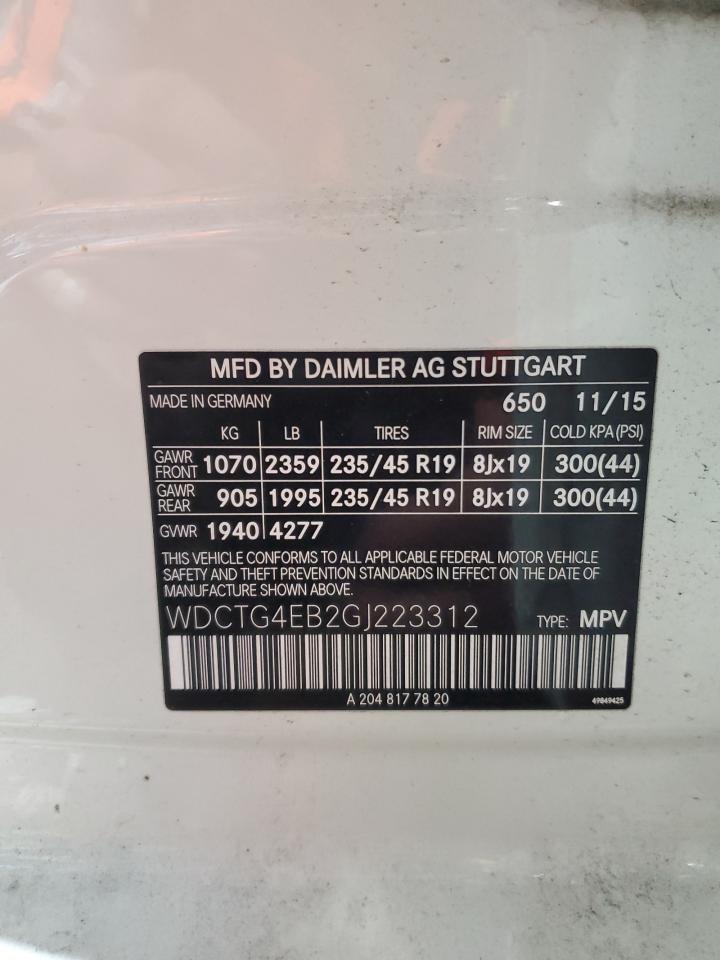 MFD BY DAIMLER AG STUTTGART
MADE IN GERMANY 650 11/15
KG LB TIRES RIM SIZE COLD KPA (PSI)
GAWR FRONT 1070 2359 235/45 R19 8Jx19 300(44)
GAWR REAR 905 1995 235/45 R19 8Jx19 300(44)
GVWR 1940 4277
THIS VEHICLE CONFORMS TO ALL APPLICABLE FEDERAL MOTOR VEHICLE
SAFETY AND THEFT PREVENTION STANDARDS IN EFFECT ON THE DATE OF
MANUFACTURE SHOWN ABOVE.
WDCTG4EB2GJ223312 TYPE: MPV
A 204 817 78 20 49849425